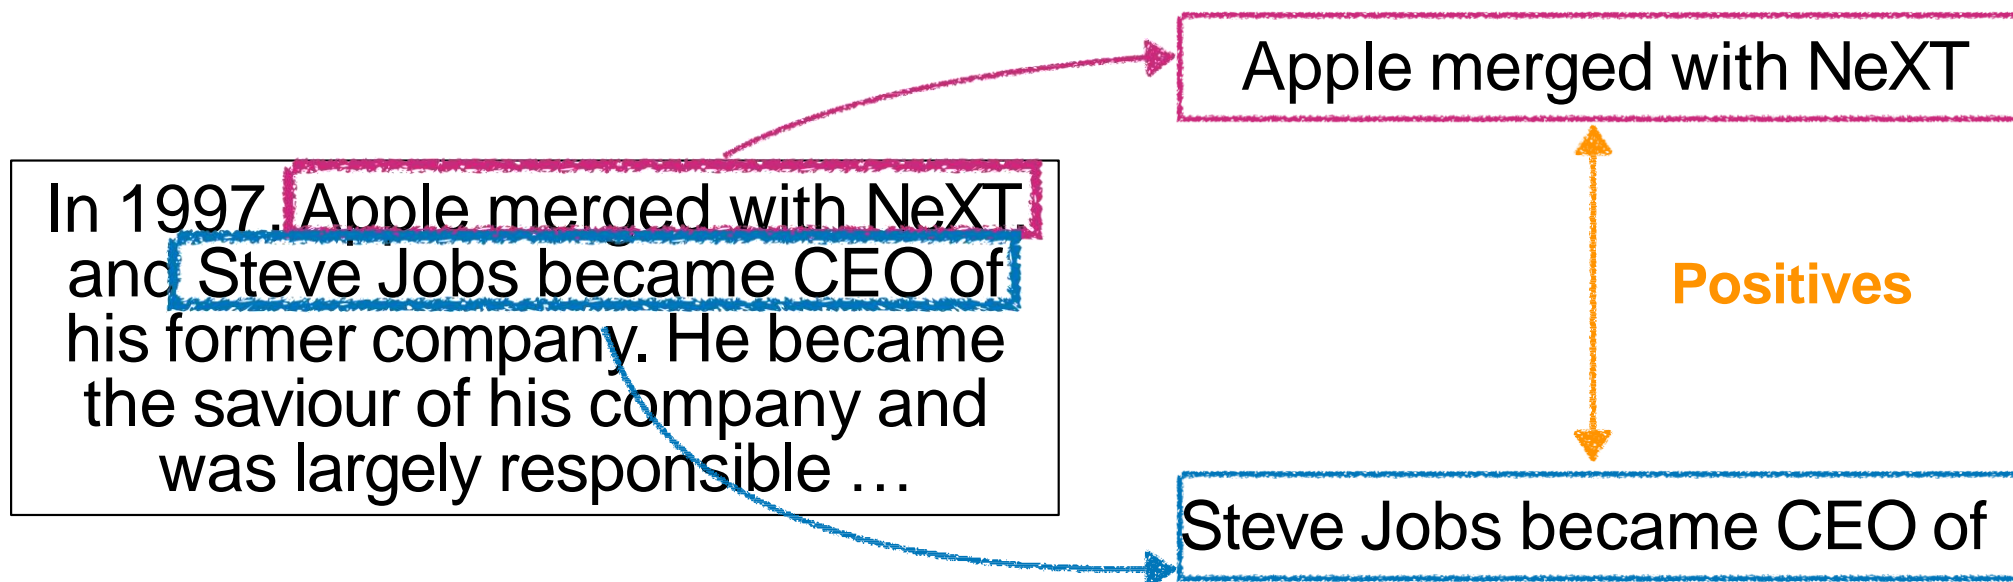 Apple merged with NeXT
In 1997, Apple merged with NeXT,
and Steve Jobs became CEO of
his former company. He became
the saviour of his company and
was largely responsible …
Positives
Steve Jobs became CEO of